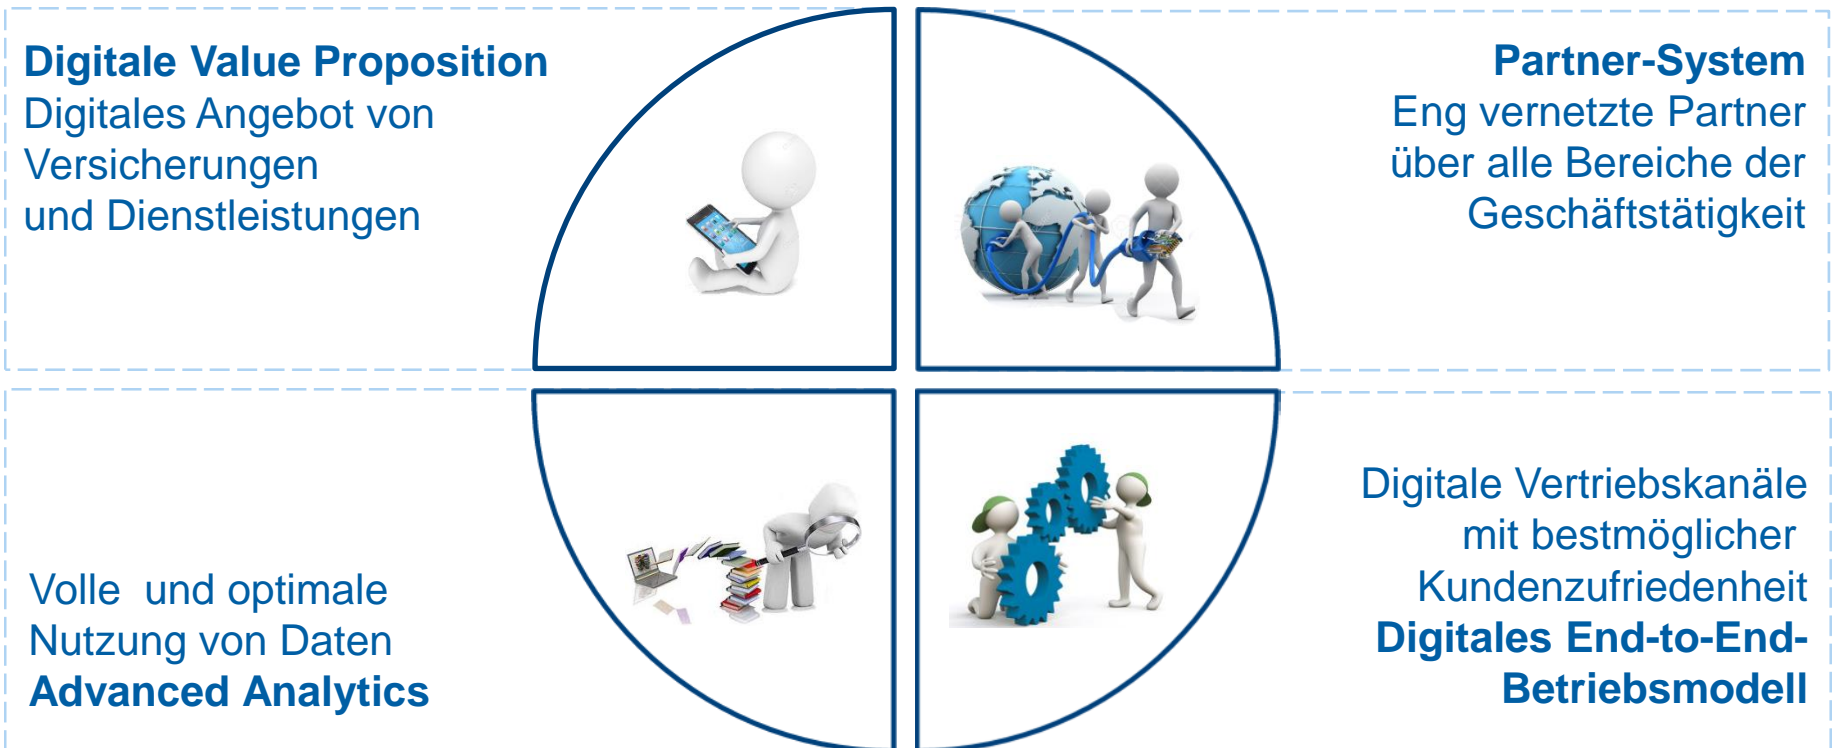 Digitale Value Proposition
Digitales Angebot von
Versicherungen
und Dienstleistungen
Partner-System
Eng vernetzte Partner
über alle Bereiche der
Geschäftstätigkeit
Volle  und optimale
Nutzung von Daten
Advanced Analytics
Digitale Vertriebskanäle
mit bestmöglicher
Kundenzufriedenheit
Digitales End-to-End-
Betriebsmodell